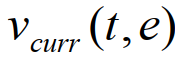 v_curr (t, e)